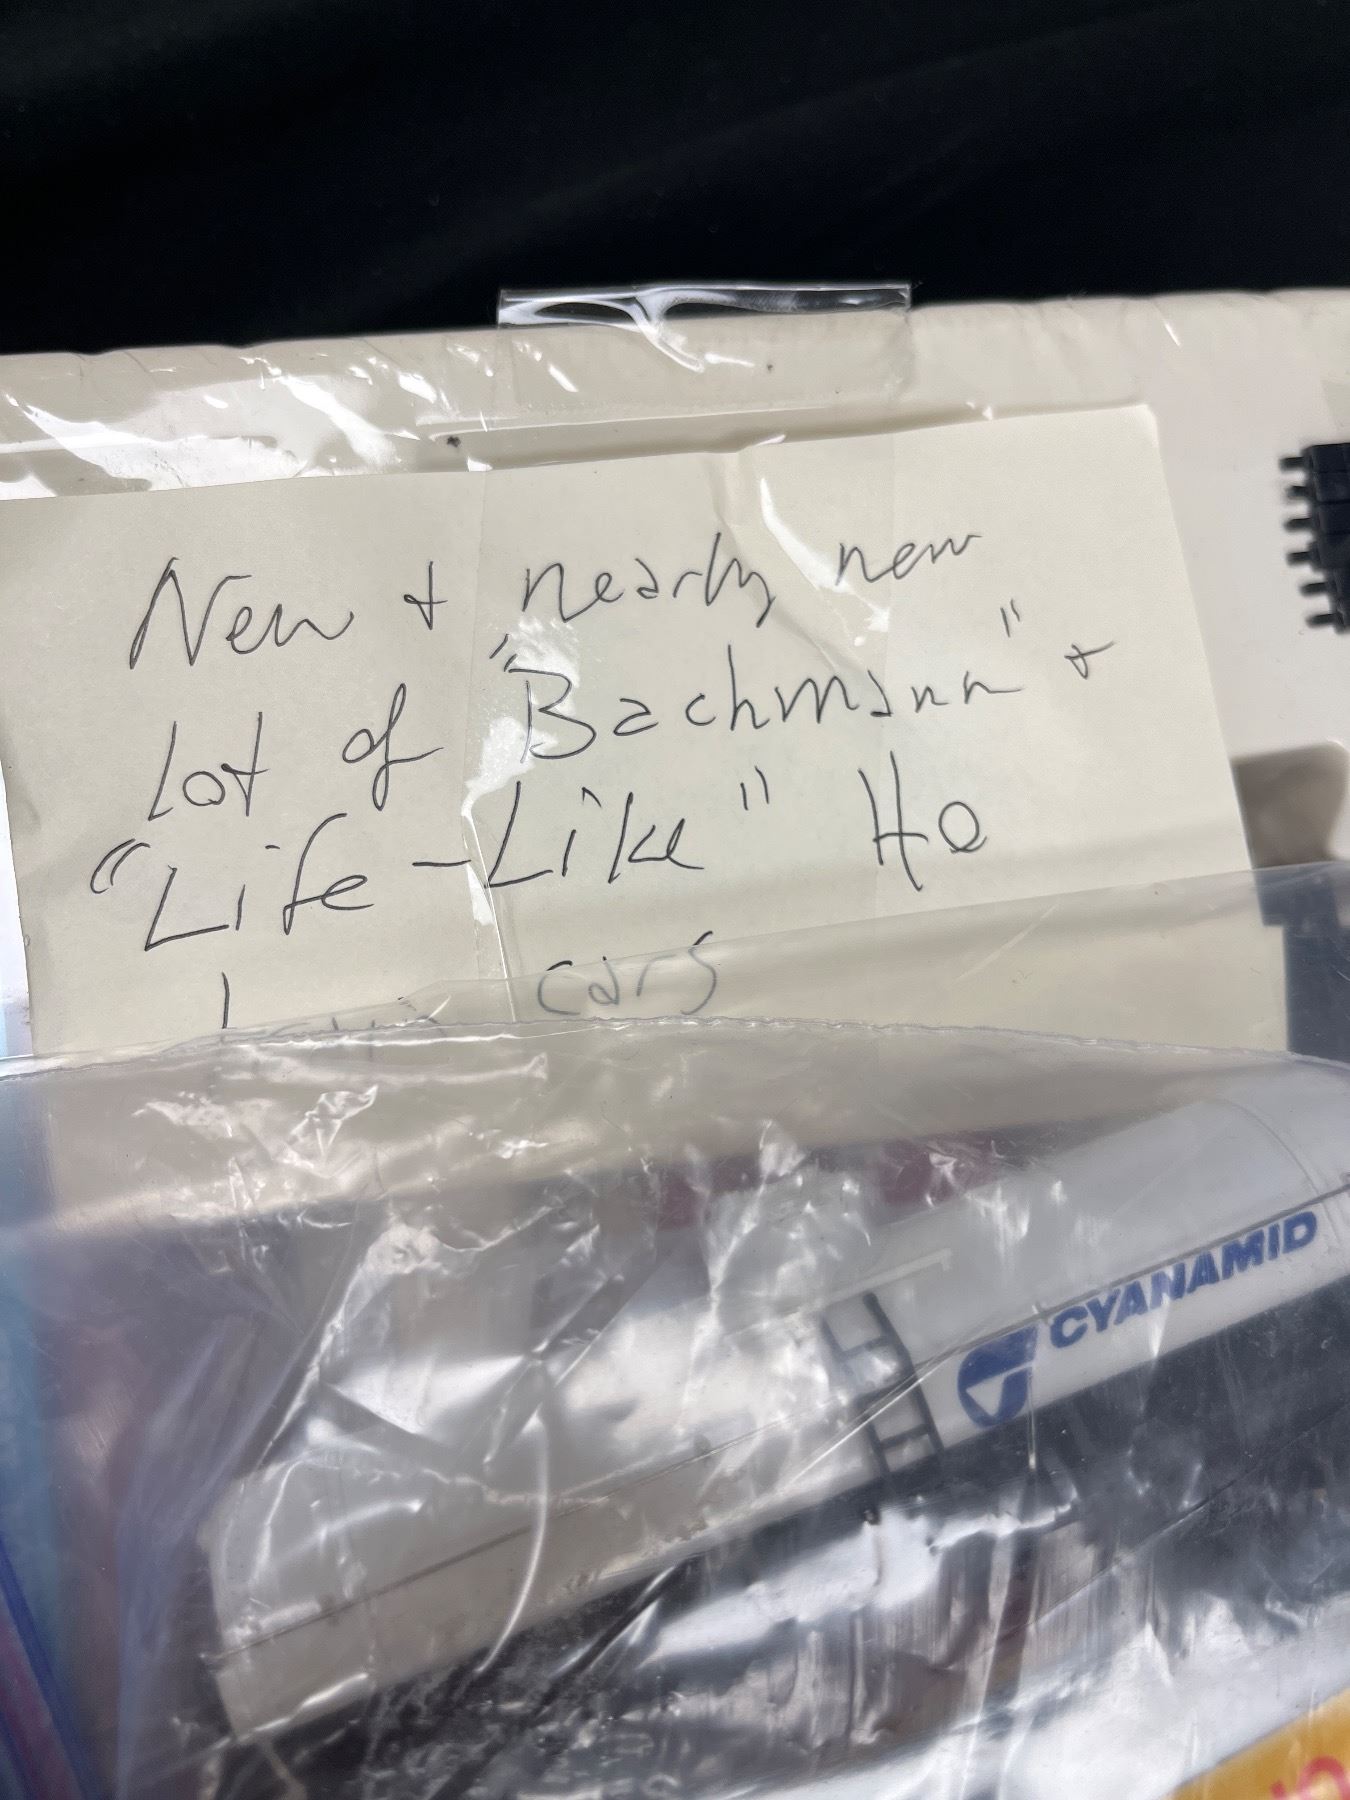 New + nearly new
lot of "Bachmann" +
"Life-Like" HO
cars
CYANAMID